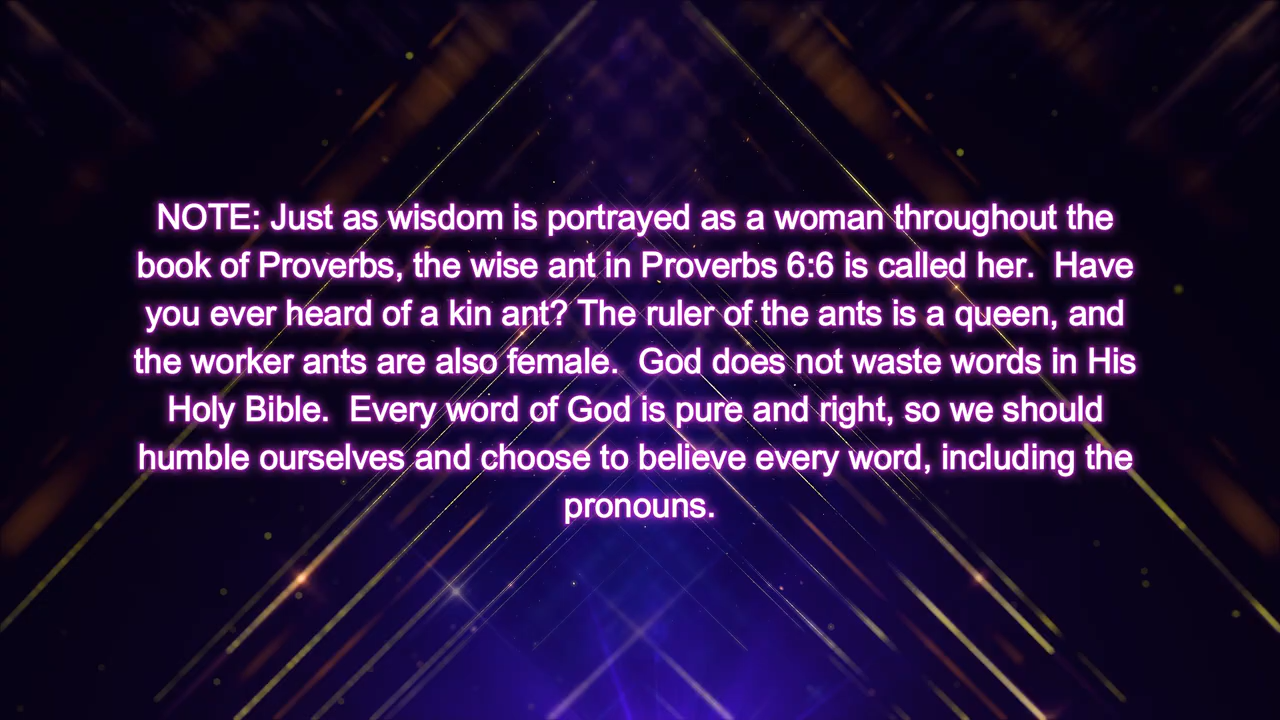 NOTE: Just as wisdom is portrayed as a woman throughout the
book of Proverbs, the wise ant in Proverbs 6:6 is called her.  Have
you ever heard of a kin ant? The ruler of the ants is a queen, and
the worker ants are also female.  God does not waste words in His
Holy Bible.  Every word of God is pure and right, so we should
humble ourselves and choose to believe every word, including the
pronouns.